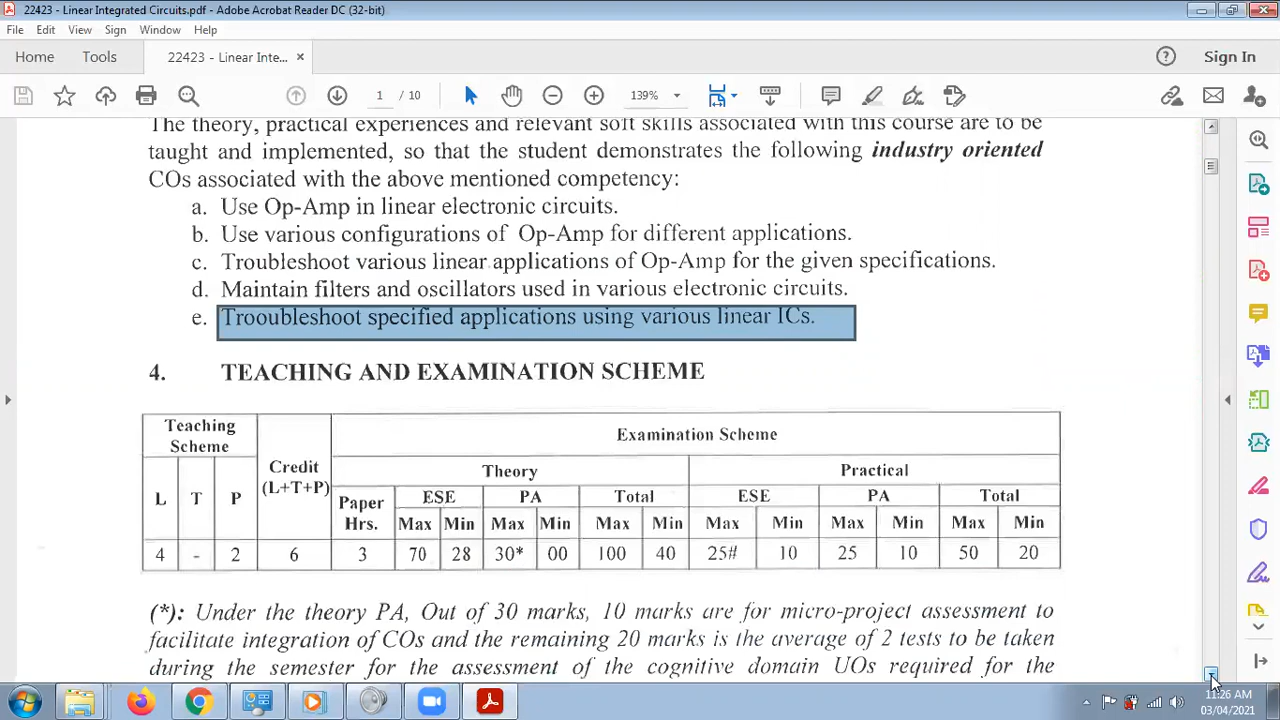 22423 - Linear Integrated Circuits.pdf - Adobe Acrobat Reader DC (32-bit)
File Edit View Sign Window Help
Home Tools 22423 - Linear Inte... × Sign In
1 / 10 139%
The theory, practical experiences and relevant soft skills associated with this course are to be
taught and implemented, so that the student demonstrates the following industry oriented
COs associated with the above mentioned competency:
a. Use Op-Amp in linear electronic circuits.
b. Use various configurations of Op-Amp for different applications.
c. Troubleshoot various linear applications of Op-Amp for the given specifications.
d. Maintain filters and oscillators used in various electronic circuits.
e. Trooubleshoot specified applications using various linear ICs.
4. TEACHING AND EXAMINATION SCHEME
Teaching Scheme
Credit (L+T+P)
Examination Scheme
L T P
Theory Practical
Paper Hrs.
ESE PA Total ESE PA Total
Max Min Max Min Max Min Max Min Max Min Max Min
4 - 2 6 3 70 28 30* 00 100 40 25# 10 25 10 50 20
(*): Under the theory PA, Out of 30 marks, 10 marks are for micro-project assessment to
facilitate integration of COs and the remaining 20 marks is the average of 2 tests to be taken
during the semester for the assessment of the cognitive domain UOs required for the
11:26 AM
03/04/2021